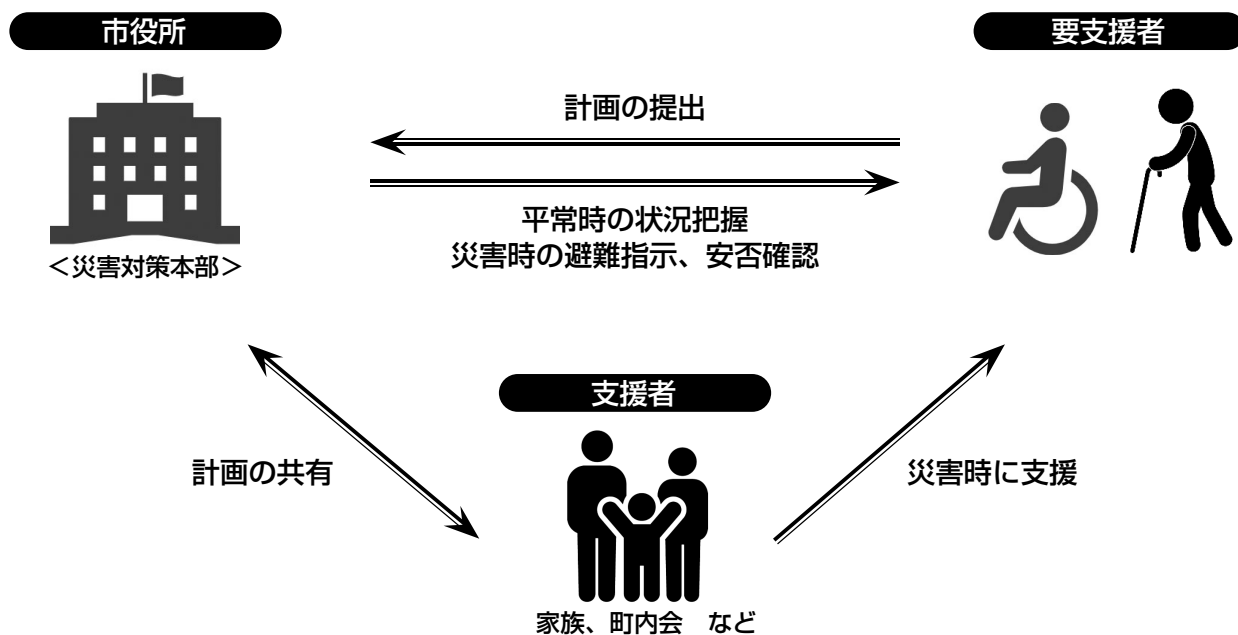 市役所
要支援者
計画の提出
平常時の状況把握
災害時の避難指示、安否確認
＜災害対策本部＞
支援者
計画の共有
災害時に支援
家族、町内会　など